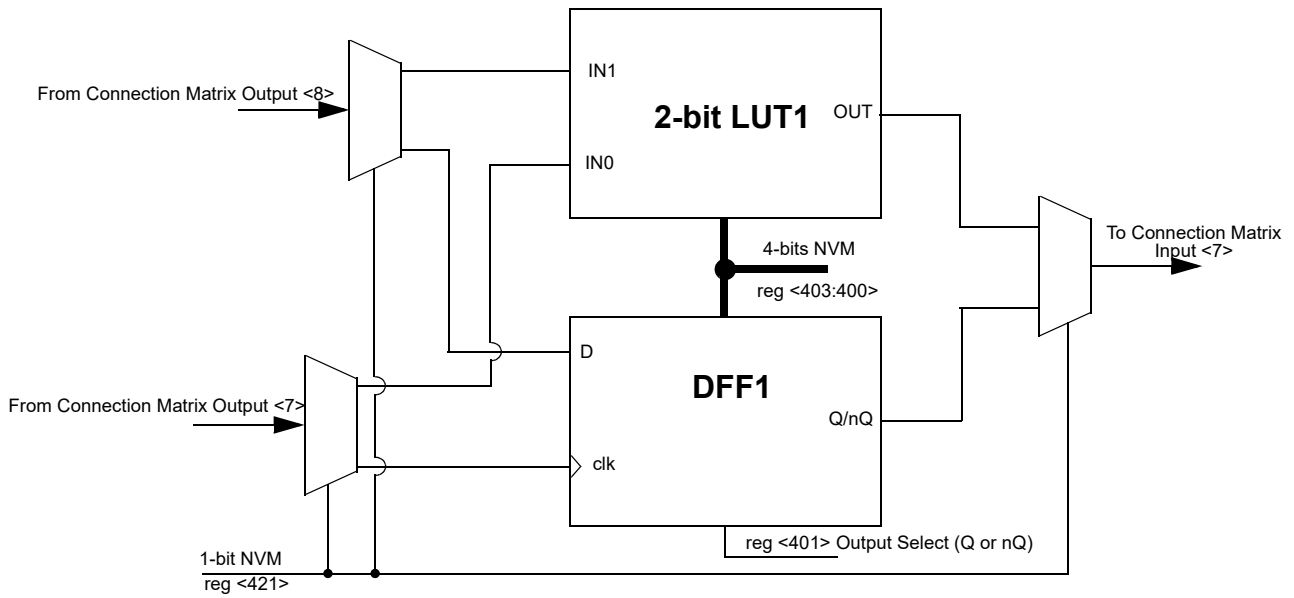 From Connection Matrix Output <8>
IN1
2-bit LUT1
OUT
IN0
To Connection Matrix
Input <7>
4-bits NVM
reg <403:400>
D
DFF1
From Connection Matrix Output <7>
Q/nQ
clk
reg <401> Output Select (Q or nQ)
1-bit NVM
reg <421>